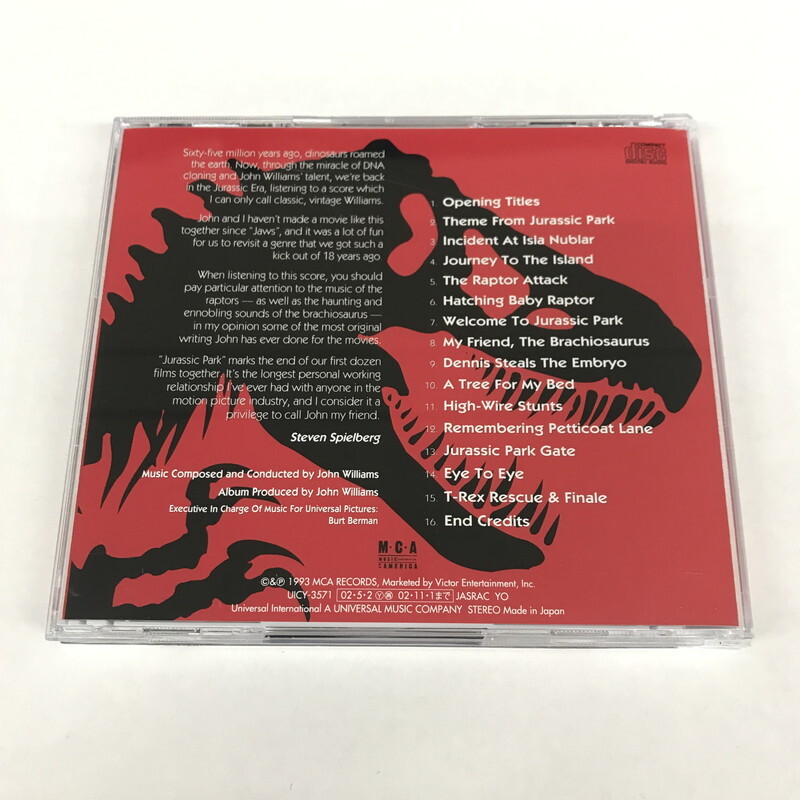 Sixty-five million years ago, dinosaurs roamed
the earth. Now, through the miracle of DNA
cloning and John Williams' talent, we're back
in the Jurassic Era, listening to a score which
I can only call classic, vintage Williams.
John and I haven't made a movie like this
together since "Jaws", and it was a lot of fun
for us to revisit a genre that we got such a
kick out of 18 years ago.
When listening to this score, you should
pay particular attention to the music of the
raptors — as well as the haunting and
ennobling sounds of the brachiosaurus —
in my opinion some of the most original
writing John has ever done for the movies.
"Jurassic Park" marks the end of our first dozen
films together. It's the longest personal working
relationship I've ever had with anyone in the
motion picture industry, and I consider it a
privilege to call John my friend.
Steven Spielberg
Music Composed and Conducted by John Williams
Album Produced by John Williams
Executive In Charge Of Music For Universal Pictures:
Burt Berman
COMPACT
disc
DIGITAL AUDIO
1. Opening Titles
2. Theme From Jurassic Park
3. Incident At Isla Nublar
4. Journey To The Island
5. The Raptor Attack
6. Hatching Baby Raptor
7. Welcome To Jurassic Park
8. My Friend, The Brachiosaurus
9. Dennis Steals The Embryo
10. A Tree For My Bed
11. High-Wire Stunts
12. Remembering Petticoat Lane
13. Jurassic Park Gate
14. Eye To Eye
15. T-Rex Rescue & Finale
16. End Credits
M·C·A
MUSIC
CAMERICA
©&℗ 1993 MCA RECORDS, Marketed by Victor Entertainment, Inc.
UICY-3571 02·5·2 Ⓨ㊢ 02·11·1まで JASRAC YO
Universal International A UNIVERSAL MUSIC COMPANY STEREO Made in Japan